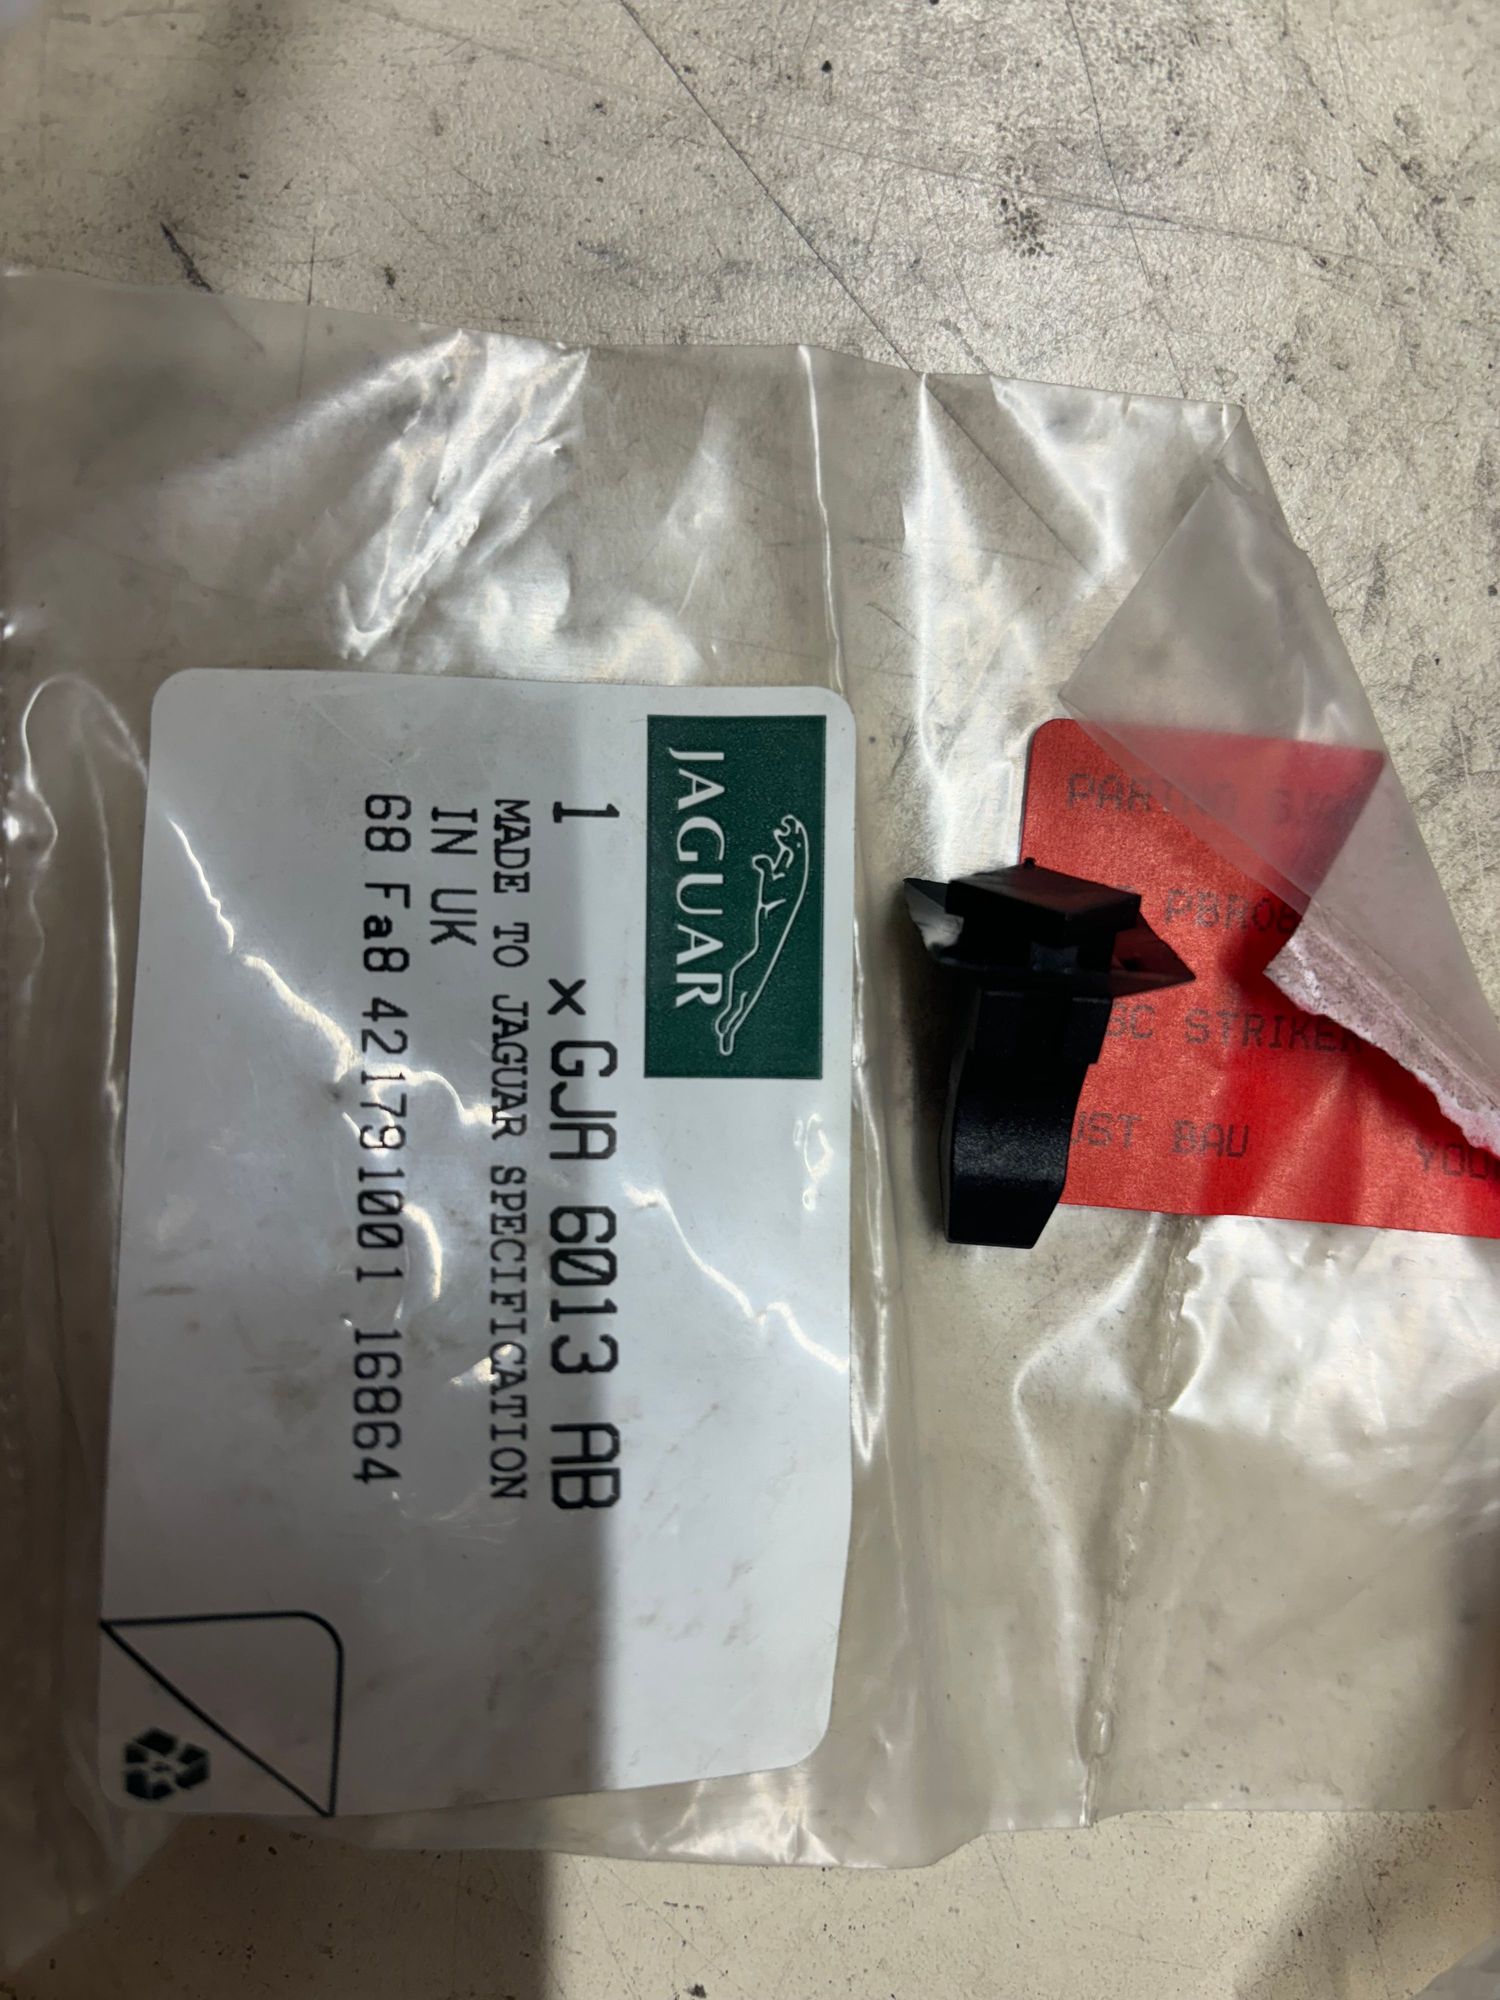 JAGUAR
1 x GJA 6013 AB
MADE TO JAGUAR SPECIFICATION
IN UK
68 Fa8 421791001 16864
STRIKER
BAU